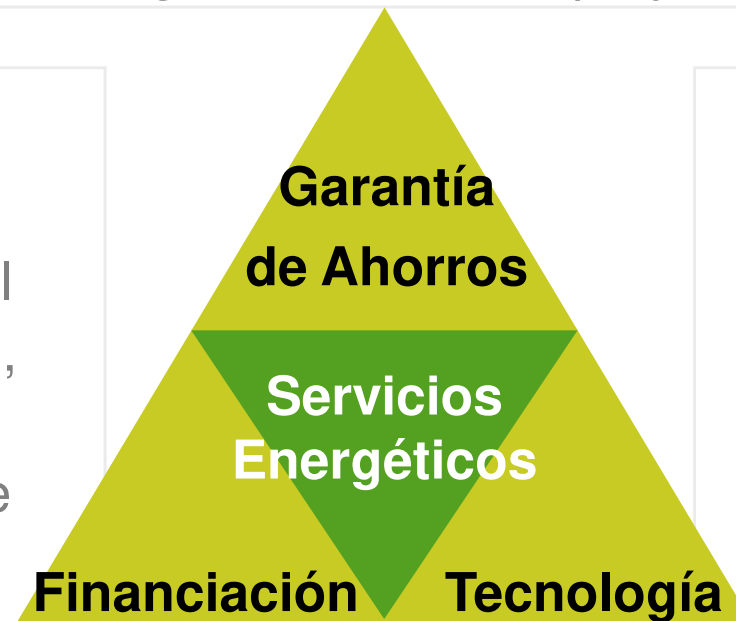 Garantía
de Ahorros
Servicios
Energéticos
Financiación Tecnología